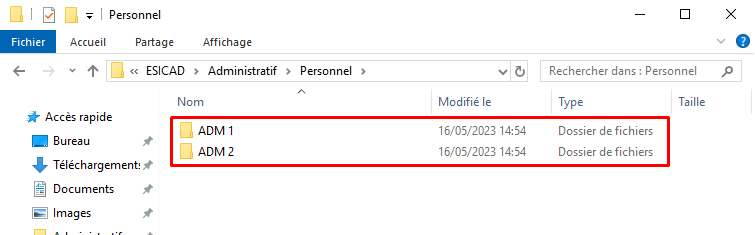 Personnel
Fichier Accueil Partage Affichage
« ESICAD > Administratif > Personnel > Rechercher dans : Personnel
Nom Modifié le Type Taille
Accès rapide
ADM 1 16/05/2023 14:54 Dossier de fichiers
Bureau
ADM 2 16/05/2023 14:54 Dossier de fichiers
Téléchargements
Documents
Images